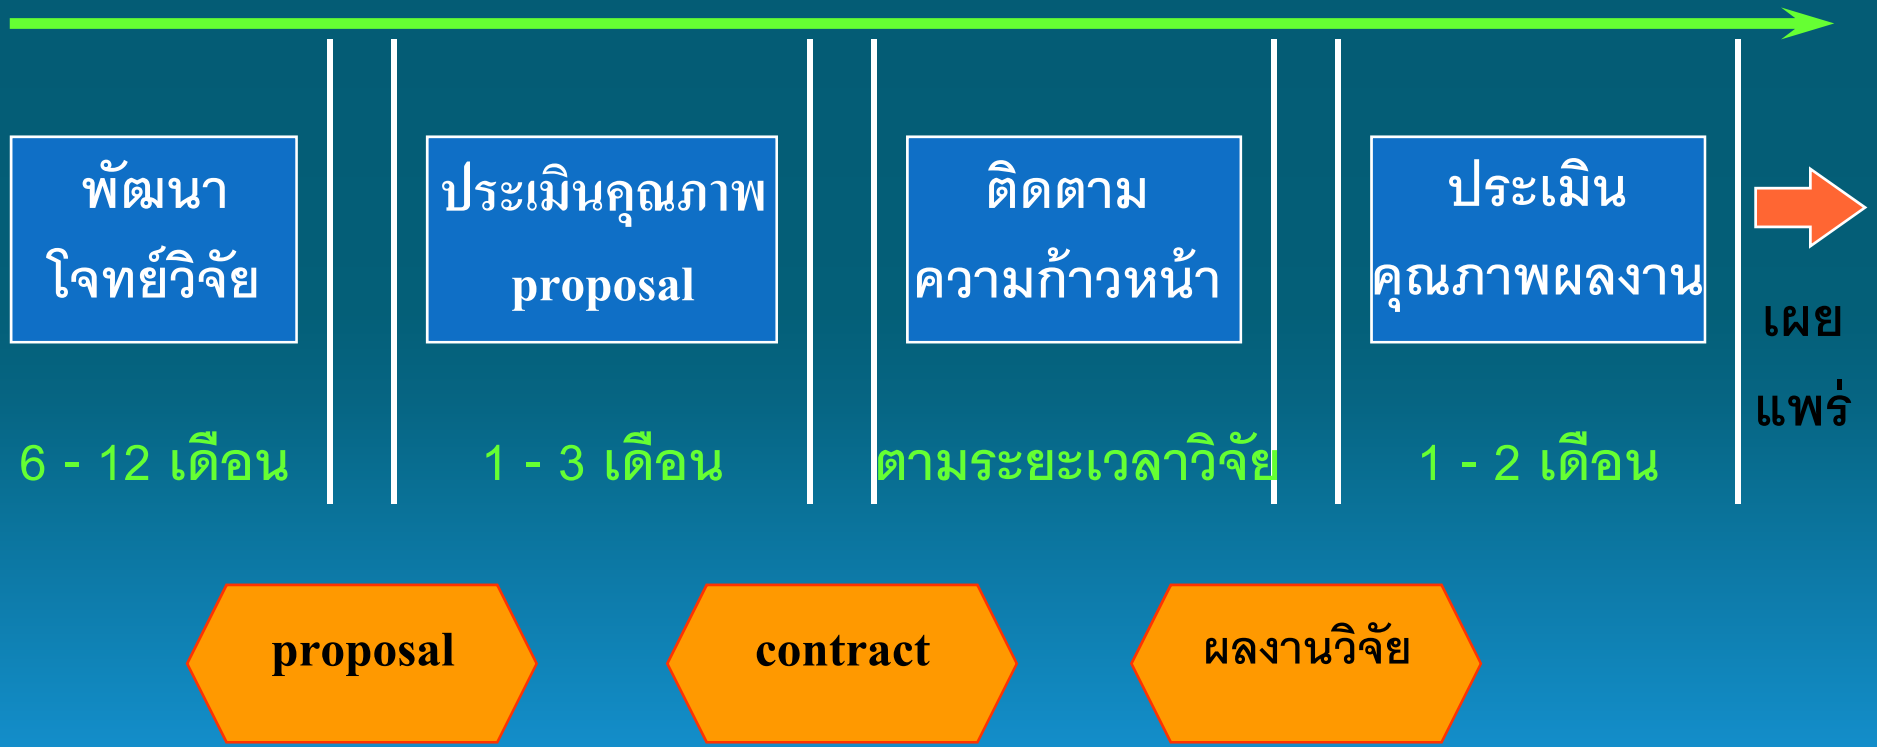 พัฒนา
โจทย์วิจัย
ประเมินคุณภาพ
proposal
ติดตาม
ความก้าวหน้า
ประเมิน
คุณภาพผลงาน
เผย
แพร่
6 - 12 เดือน
1 - 3 เดือน
ตามระยะเวลาวิจัย
1 - 2 เดือน
proposal
contract
ผลงานวิจัย